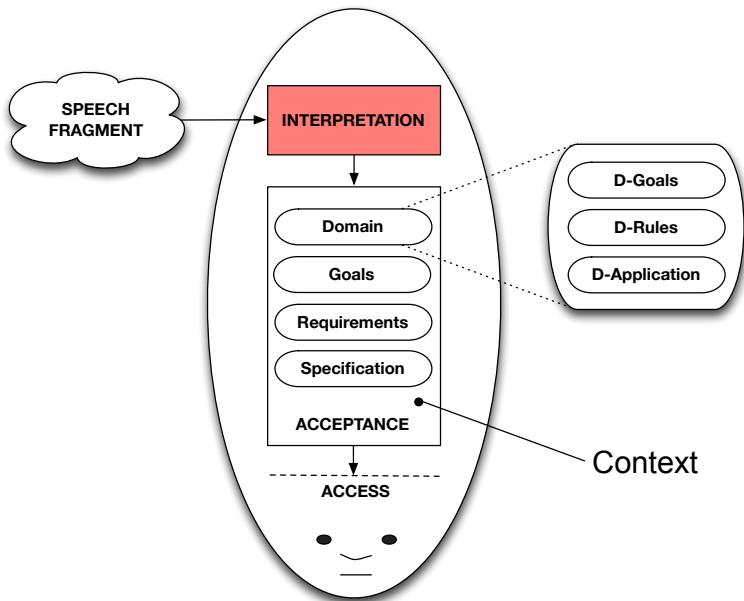 SPEECH
FRAGMENT
INTERPRETATION
Domain
Goals
Requirements
Specification
ACCEPTANCE
ACCESS
D-Goals
D-Rules
D-Application
Context